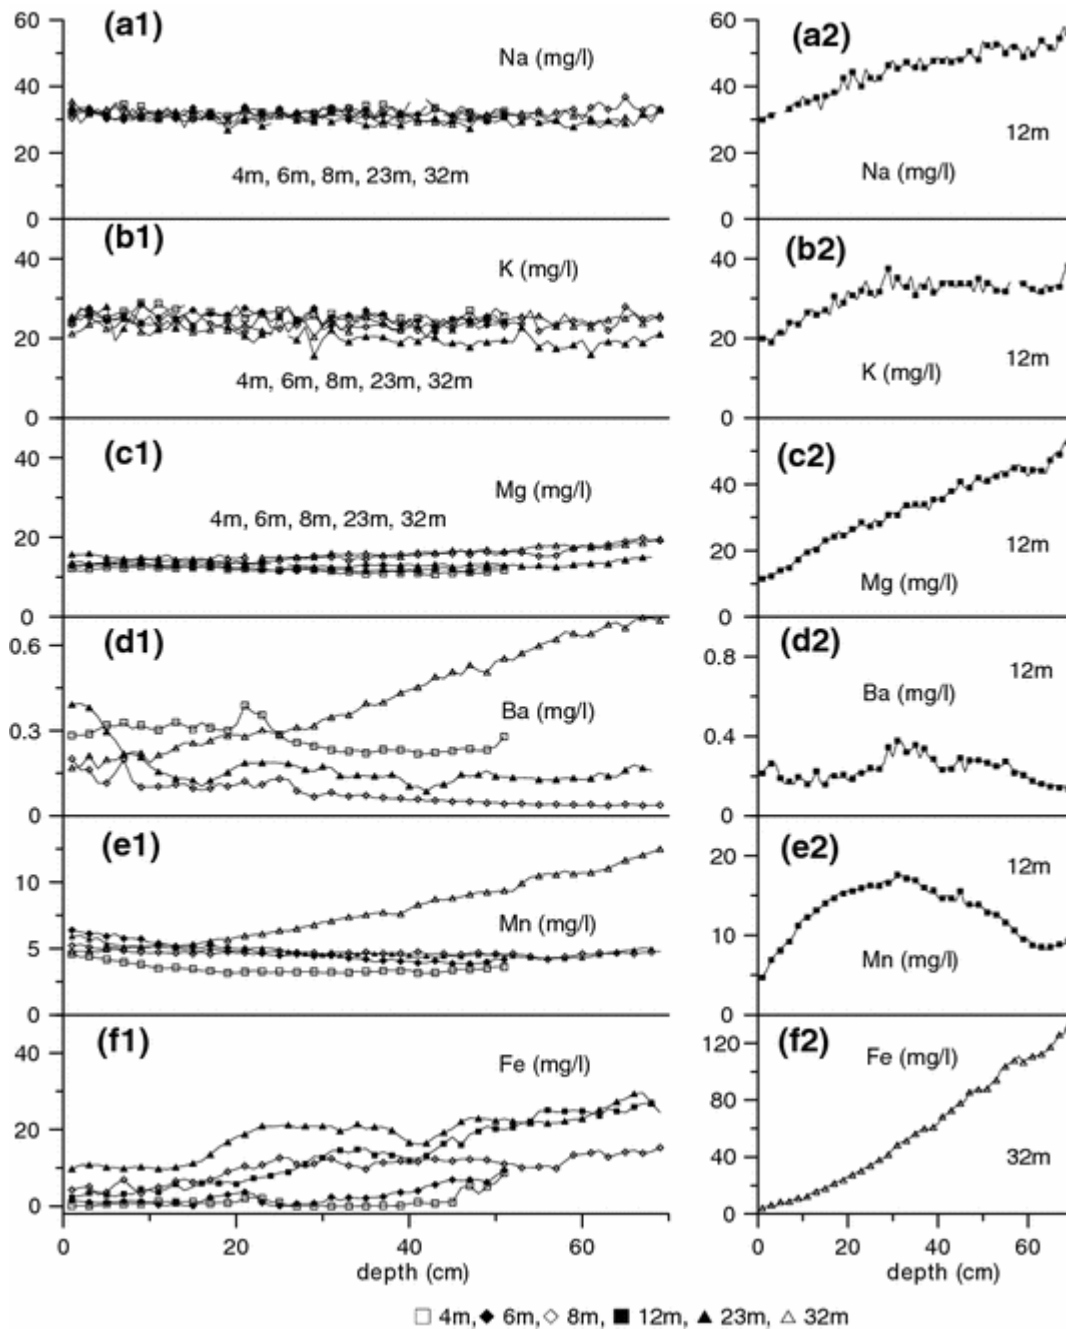 (a1)
Na (mg/l)
4m, 6m, 8m, 23m, 32m
60
40
20
0
(a2)
12m
Na (mg/l)
60
40
20
0
(b1)
K (mg/l)
4m, 6m, 8m, 23m, 32m
40
20
0
(b2)
12m
K (mg/l)
40
20
0
(c1)
Mg (mg/l)
4m, 6m, 8m, 23m, 32m
40
20
0
(c2)
12m
Mg (mg/l)
40
20
0
(d1)
Ba (mg/l)
0.6
0.3
0
(d2)
12m
Ba (mg/l)
0.8
0.4
0
(e1)
Mn (mg/l)
10
5
0
(e2)
12m
Mn (mg/l)
20
10
0
(f1)
Fe (mg/l)
40
30
20
10
0
(f2)
Fe (mg/l)
32m
120
80
40
0
0 20 40 60
depth (cm)
0 20 40 60
depth (cm)
□ 4m, ◆ 6m, ◇ 8m, ■ 12m, ▲ 23m, △ 32m